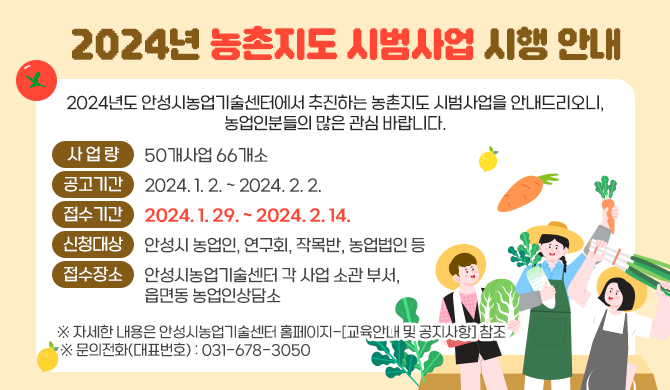 2024년 농촌지도 시범사업 시행 안내
2024년도 안성시농업기술센터에서 추진하는 농촌지도 시범사업을 안내드리오니,
농업인분들의 많은 관심 바랍니다.
사 업 량 50개사업 66개소
공고기간 2024. 1. 2. ~ 2024. 2. 2.
접수기간 2024. 1. 29. ~ 2024. 2. 14.
신청대상 안성시 농업인, 연구회, 작목반, 농업법인 등
접수장소 안성시농업기술센터 각 사업 소관 부서,
읍면동 농업인상담소
※ 자세한 내용은 안성시농업기술센터 홈페이지-[교육안내 및 공지사항] 참조
※ 문의전화(대표번호) : 031-678-3050